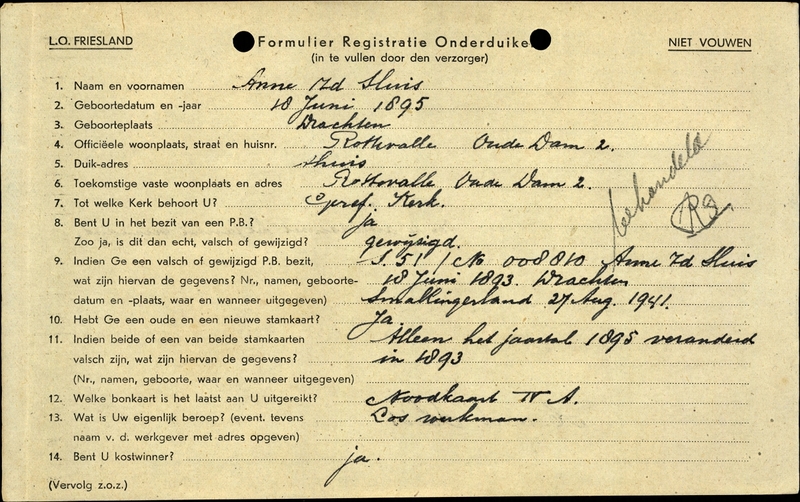 L.O. FRIESLAND
Formulier Registratie Onderduike
NIET VOUWEN
(in te vullen door den verzorger)
1. Naam en voornamen Anne v d Sluis
2. Geboortedatum en -jaar 18 Juni 1895
3. Geboorteplaats Drachten
4. Officiëele woonplaats, straat en huisnr. Rottevalle Oude Dam 2.
5. Duik-adres thuis
6. Toekomstige vaste woonplaats en adres Rottevalle Oude Dam 2.
7. Tot welke Kerk behoort U? Geref. Kerk.
behandeld
8. Bent U in het bezit van een P.B.? ja
Zoo ja, is dit dan echt, valsch of gewijzigd? gewijzigd.
9. Indien Ge een valsch of gewijzigd P.B. bezit, S. 51 / No 008810 Anne v d Sluis
wat zijn hiervan de gegevens? Nr., namen, geboorte- 18 Juni 1893. Drachten
datum en -plaats, waar en wanneer uitgegeven) Smallingerland 27 Aug. 1941.
10. Hebt Ge een oude en een nieuwe stamkaart? Ja
11. Indien beide of een van beide stamkaarten Alleen het jaartal 1895 veranderd
valsch zijn, wat zijn hiervan de gegevens? in 1893
(Nr., namen, geboorte, waar en wanneer uitgegeven)
12. Welke bonkaart is het laatst aan U uitgereikt? Noodkaart IV A.
13. Wat is Uw eigenlijk beroep? (event. tevens Los werkman.
naam v. d. werkgever met adres opgeven)
14. Bent U kostwinner? ja.
(Vervolg z.o.z.)